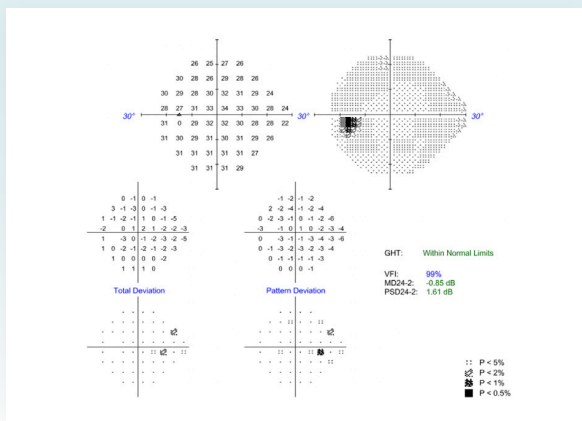 26 25 27 26
30 28 26 29 28 26
30 29 28 30 32 31 29 24
30° 28 27 31 33 34 33 30 28 24 30° 30°
31 0 29 32 32 30 30 28 28 22
31 30 29 31 30 31 29 26
31 31 31 31 31 27
31 31 31 29
0 -1 0 -1
3 -1 -3 0 -1 -3
1 -1 -2 -1 1 0 -1 -5
-2 0 1 2 1 -2 -2 -3
1 -3 0 -1 -2 -3 -2 -5
1 0 -2 -1 -2 -1 -2 -3
1 0 0 0 0 -2
1 1 1 0
Total Deviation
-1 -2 -1 -2
2 -2 -4 -1 -2 -4
0 -2 -3 -1 0 -1 -2 -6
-3 -1 0 1 0 -2 -3 -4
0 -3 -1 -1 -3 -3 -4 -6
0 0 -3 -1 -3 -2 -3 -4
0 0 -1 -1 -1 -3
0 0 0 -1
Pattern Deviation
GHT: Within Normal Limits
VFI: 99%
MD24-2: -0.85 dB
PSD24-2: 1.61 dB
P < 5%
P < 2%
P < 1%
P < 0.5%